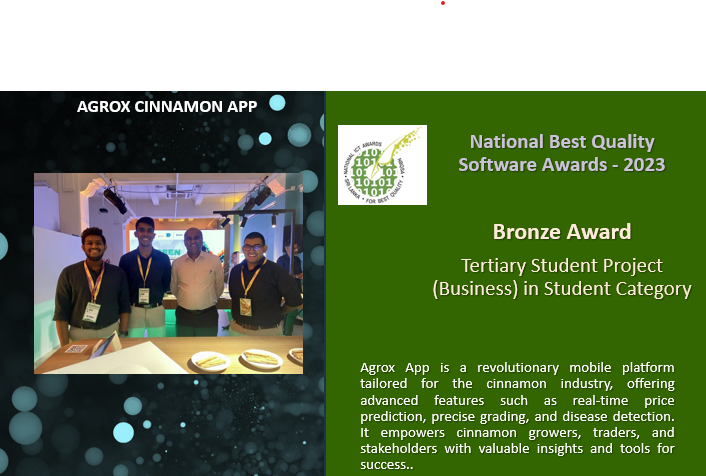 AGROX CINNAMON APP
NATIONAL ICT AWARDS
NBQSA
SRI LANKA
FOR BEST QUALITY
101
10101
1010101
10101
101
National Best Quality
Software Awards - 2023
Bronze Award
Tertiary Student Project
(Business) in Student Category
Agrox App is a revolutionary mobile platform
tailored for the cinnamon industry, offering
advanced features such as real-time price
prediction, precise grading, and disease detection.
It empowers cinnamon growers, traders, and
stakeholders with valuable insights and tools for
success..